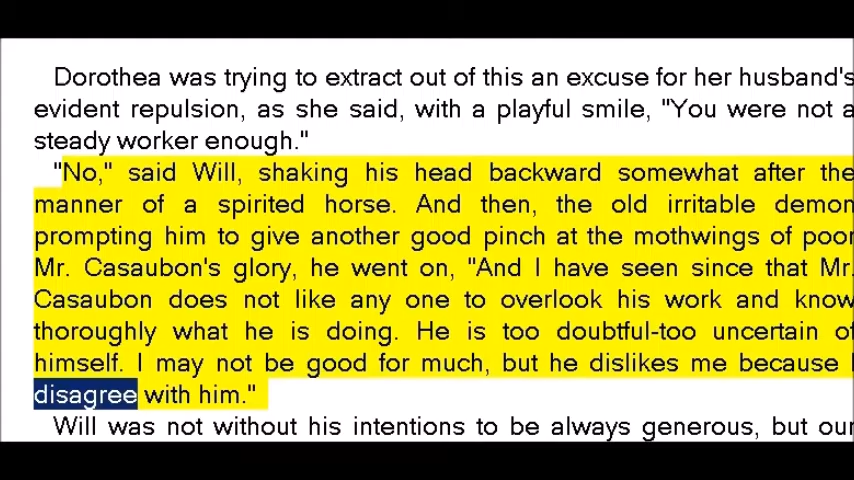 Dorothea was trying to extract out of this an excuse for her husband's
evident repulsion, as she said, with a playful smile, "You were not a
steady worker enough."
"No," said Will, shaking his head backward somewhat after the
manner of a spirited horse. And then, the old irritable demon
prompting him to give another good pinch at the mothwings of poor
Mr. Casaubon's glory, he went on, "And I have seen since that Mr.
Casaubon does not like any one to overlook his work and know
thoroughly what he is doing. He is too doubtful-too uncertain of
himself. I may not be good for much, but he dislikes me because I
disagree with him."
Will was not without his intentions to be always generous, but our